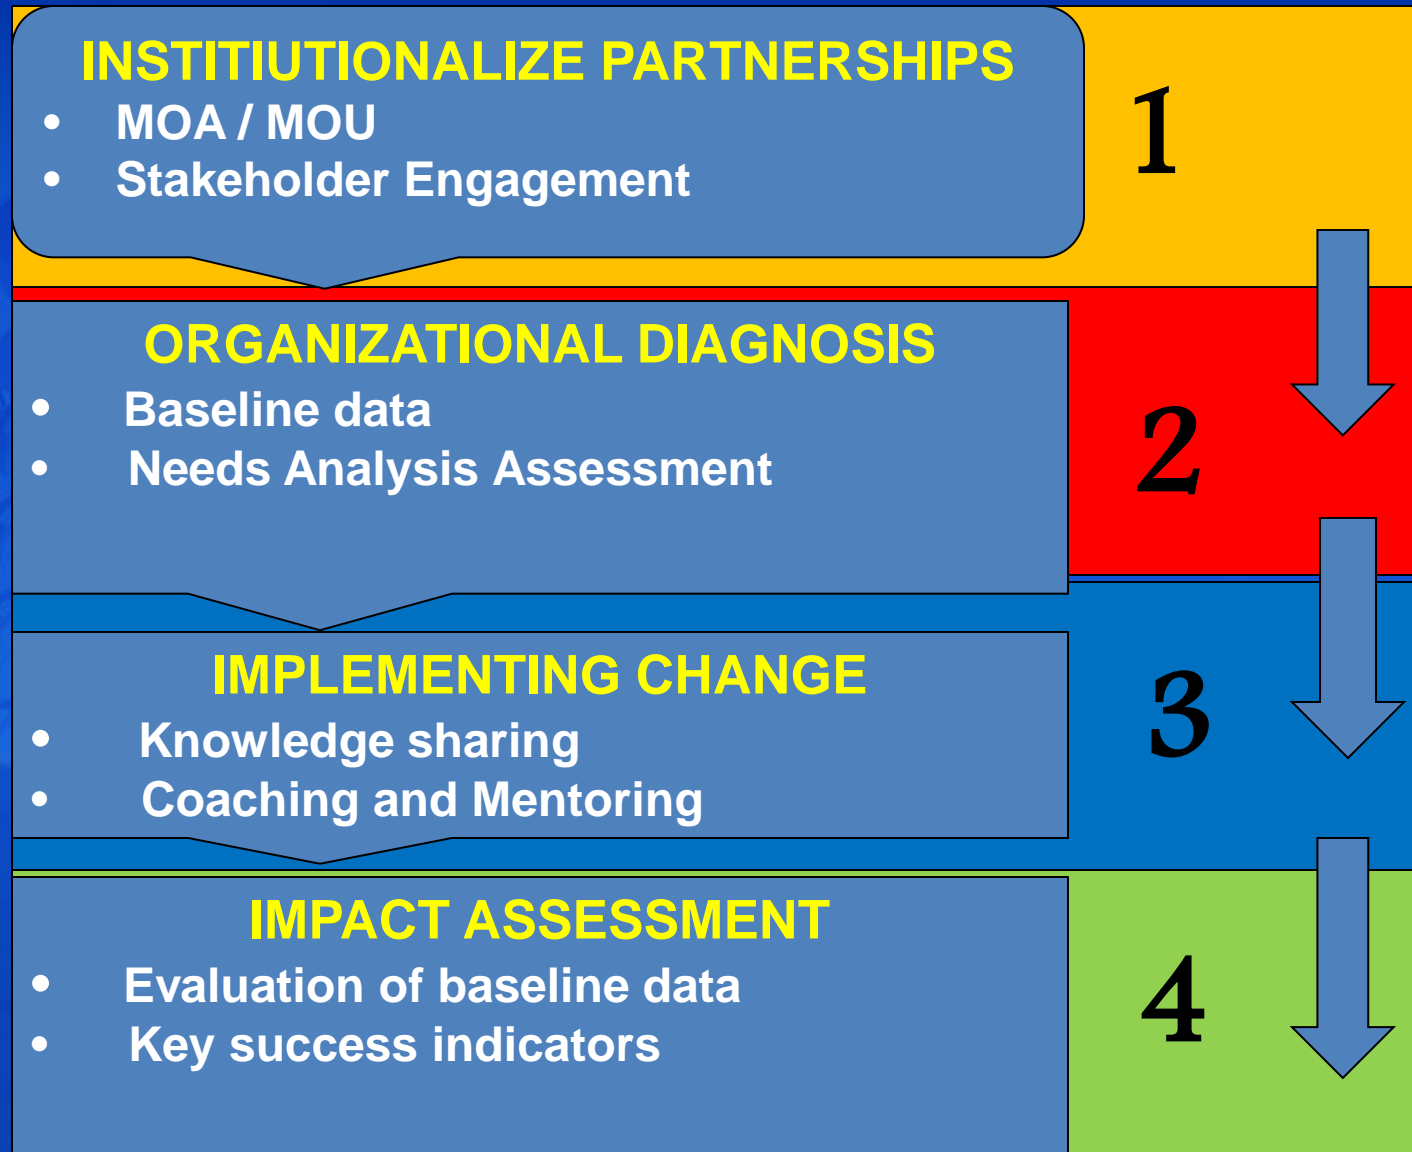 INSTITIUTIONALIZE PARTNERSHIPS
• MOA / MOU
• Stakeholder Engagement
1
ORGANIZATIONAL DIAGNOSIS
• Baseline data
• Needs Analysis Assessment
2
IMPLEMENTING CHANGE
• Knowledge sharing
• Coaching and Mentoring
3
IMPACT ASSESSMENT
• Evaluation of baseline data
• Key success indicators
4